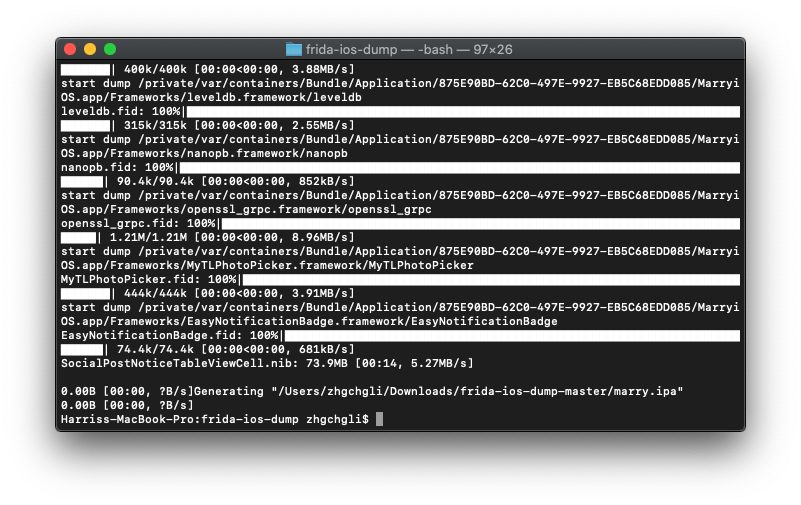 frida-ios-dump — -bash — 97×26
| 400k/400k [00:00<00:00, 3.88MB/s]
start dump /private/var/containers/Bundle/Application/875E90BD-62C0-497E-9927-EB5C68EDD085/Marryi
OS.app/Frameworks/leveldb.framework/leveldb
leveldb.fid: 100%|
| 315k/315k [00:00<00:00, 2.55MB/s]
start dump /private/var/containers/Bundle/Application/875E90BD-62C0-497E-9927-EB5C68EDD085/Marryi
OS.app/Frameworks/nanopb.framework/nanopb
nanopb.fid: 100%|
| 90.4k/90.4k [00:00<00:00, 852kB/s]
start dump /private/var/containers/Bundle/Application/875E90BD-62C0-497E-9927-EB5C68EDD085/Marryi
OS.app/Frameworks/openssl_grpc.framework/openssl_grpc
openssl_grpc.fid: 100%|
| 1.21M/1.21M [00:00<00:00, 8.96MB/s]
start dump /private/var/containers/Bundle/Application/875E90BD-62C0-497E-9927-EB5C68EDD085/Marryi
OS.app/Frameworks/MyTLPhotoPicker.framework/MyTLPhotoPicker
MyTLPhotoPicker.fid: 100%|
| 444k/444k [00:00<00:00, 3.91MB/s]
start dump /private/var/containers/Bundle/Application/875E90BD-62C0-497E-9927-EB5C68EDD085/Marryi
OS.app/Frameworks/EasyNotificationBadge.framework/EasyNotificationBadge
EasyNotificationBadge.fid: 100%|
| 74.4k/74.4k [00:00<00:00, 681kB/s]
SocialPostNoticeTableViewCell.nib: 73.9MB [00:14, 5.27MB/s]
0.00B [00:00, ?B/s]Generating "/Users/zhgchgli/Downloads/frida-ios-dump-master/marry.ipa"
0.00B [00:00, ?B/s]
Harriss-MacBook-Pro:frida-ios-dump zhgchgli$